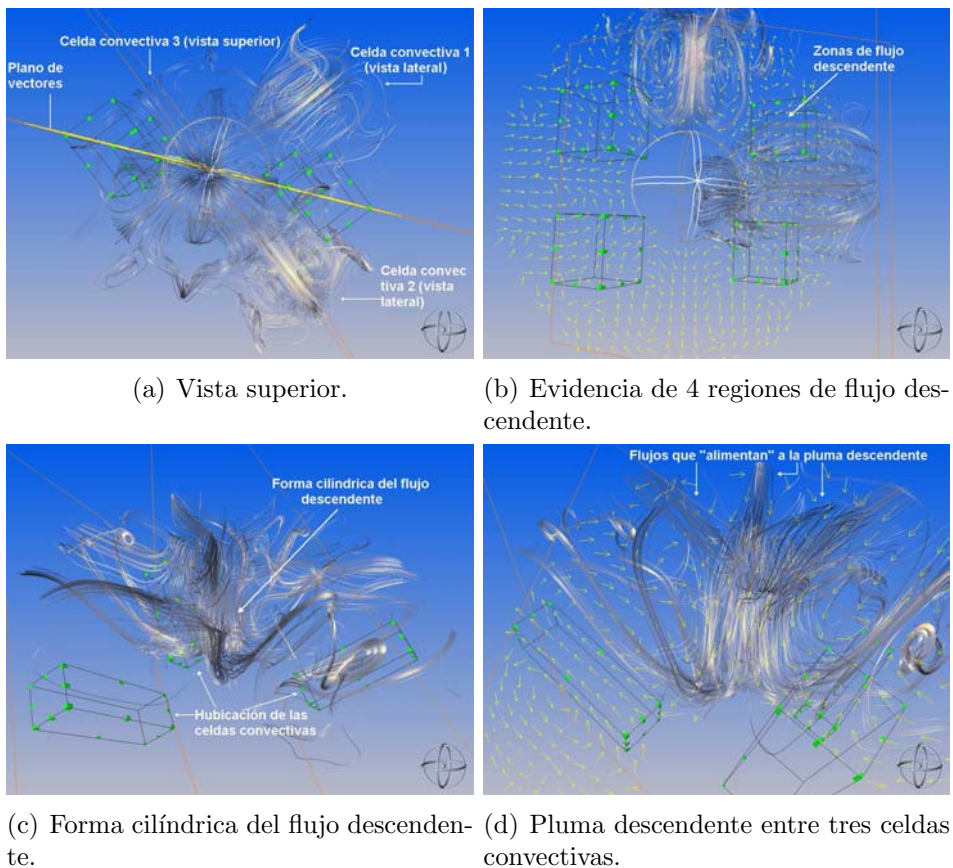 Celda convectiva 3 (vista superior)
Celda convectiva 1
(vista lateral)
Plano de
vectores
Celda convec
tiva 2 (vista
lateral)
Zonas de flujo
descendente
(a) Vista superior.
(b) Evidencia de 4 regiones de flujo des-
cendente.
Forma cilíndrica del flujo
descendente
Hubicación de las
celdas convectivas
Flujos que "alimentan" a la pluma descendente
(c) Forma cilíndrica del flujo descenden-
te.
(d) Pluma descendente entre tres celdas
convectivas.